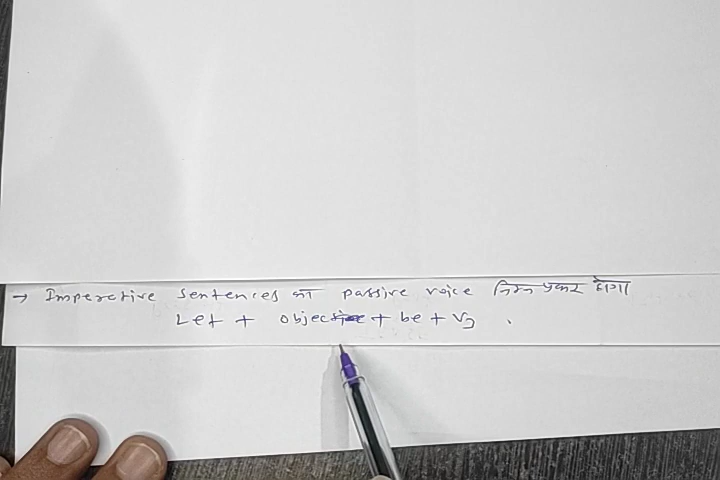 → Imperative Sentences का passive voice निम्न प्रकार होगा
Let + object + be + V3 .